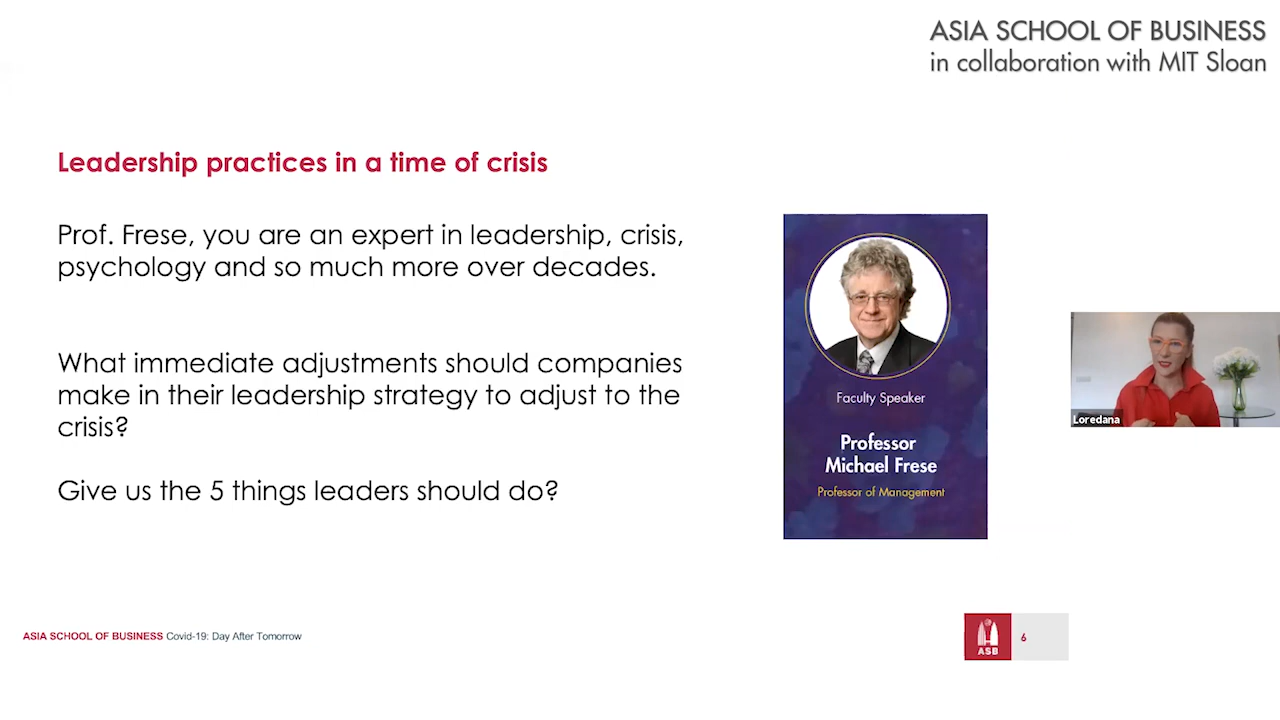 ASIA SCHOOL OF BUSINESS
in collaboration with MIT Sloan
Leadership practices in a time of crisis
Prof. Frese, you are an expert in leadership, crisis,
psychology and so much more over decades.
What immediate adjustments should companies
make in their leadership strategy to adjust to the
crisis?
Give us the 5 things leaders should do?
Faculty Speaker
Professor
Michael Frese
Professor of Management
Loredana
ASIA SCHOOL OF BUSINESS Covid-19: Day After Tomorrow
ASB
6